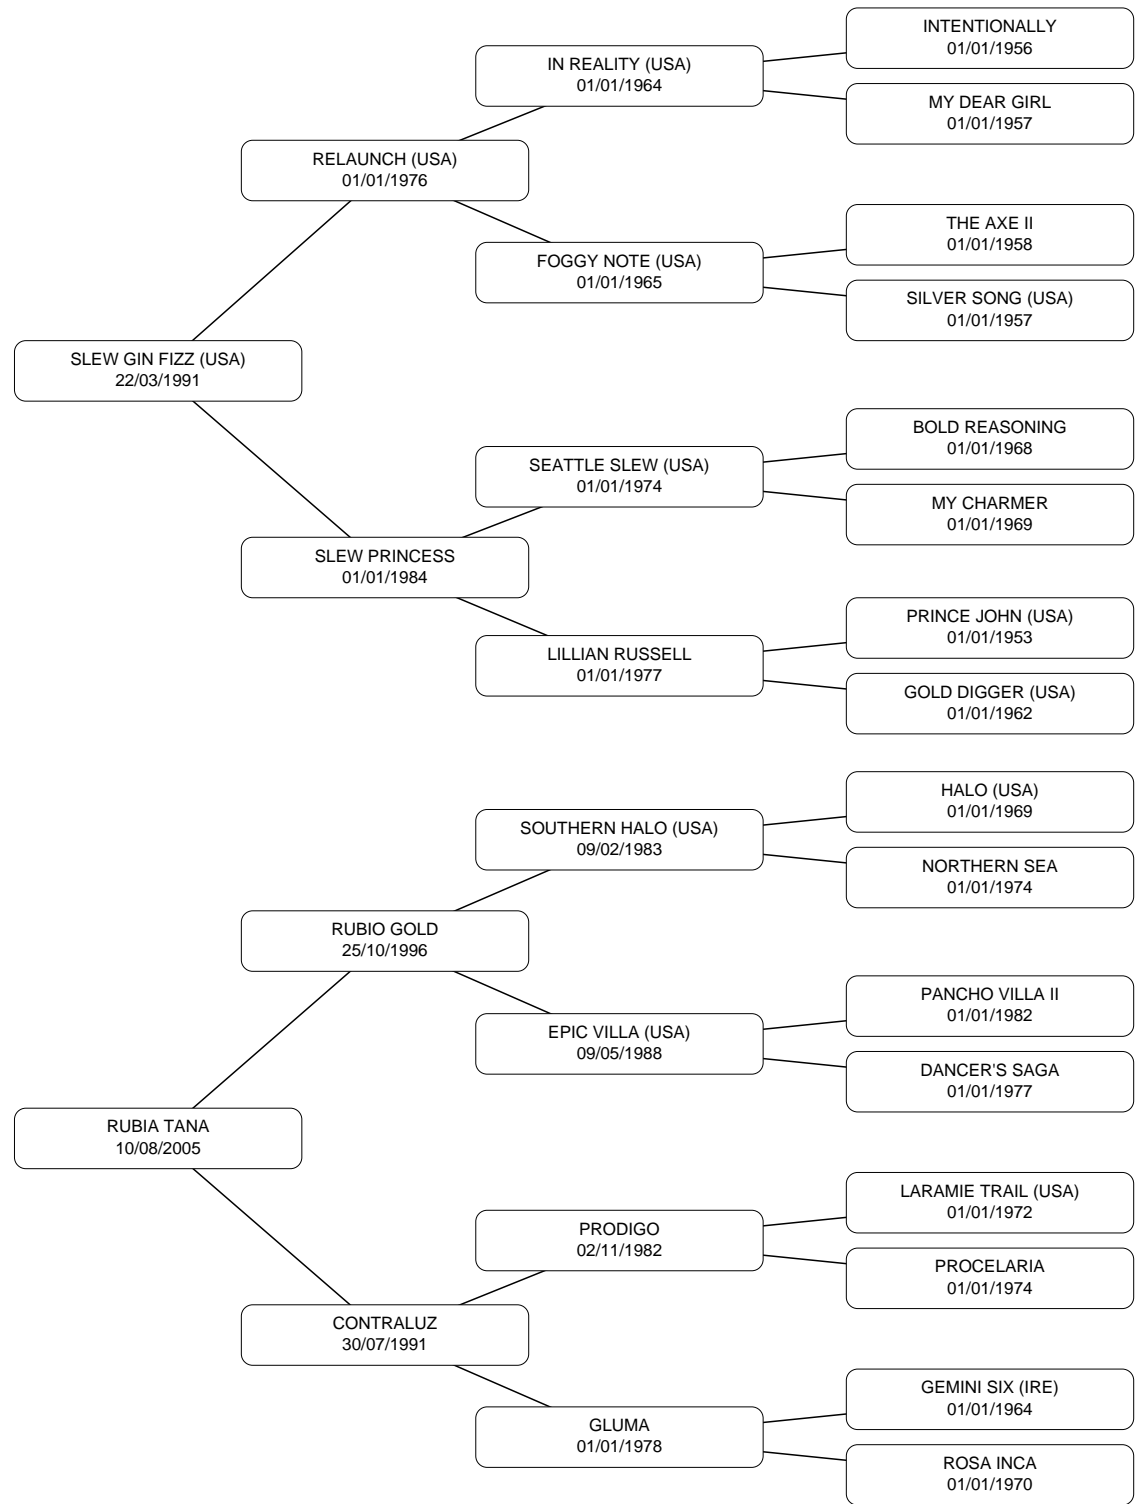 INTENTIONALLY
01/01/1956
IN REALITY (USA)
01/01/1964
MY DEAR GIRL
01/01/1957
RELAUNCH (USA)
01/01/1976
THE AXE II
01/01/1958
FOGGY NOTE (USA)
01/01/1965
SILVER SONG (USA)
01/01/1957
SLEW GIN FIZZ (USA)
22/03/1991
BOLD REASONING
01/01/1968
SEATTLE SLEW (USA)
01/01/1974
MY CHARMER
01/01/1969
SLEW PRINCESS
01/01/1984
PRINCE JOHN (USA)
01/01/1953
LILLIAN RUSSELL
01/01/1977
GOLD DIGGER (USA)
01/01/1962
HALO (USA)
01/01/1969
SOUTHERN HALO (USA)
09/02/1983
NORTHERN SEA
01/01/1974
RUBIO GOLD
25/10/1996
PANCHO VILLA II
01/01/1982
EPIC VILLA (USA)
09/05/1988
DANCER'S SAGA
01/01/1977
RUBIA TANA
10/08/2005
LARAMIE TRAIL (USA)
01/01/1972
PRODIGO
02/11/1982
PROCELARIA
01/01/1974
CONTRALUZ
30/07/1991
GEMINI SIX (IRE)
01/01/1964
GLUMA
01/01/1978
ROSA INCA
01/01/1970